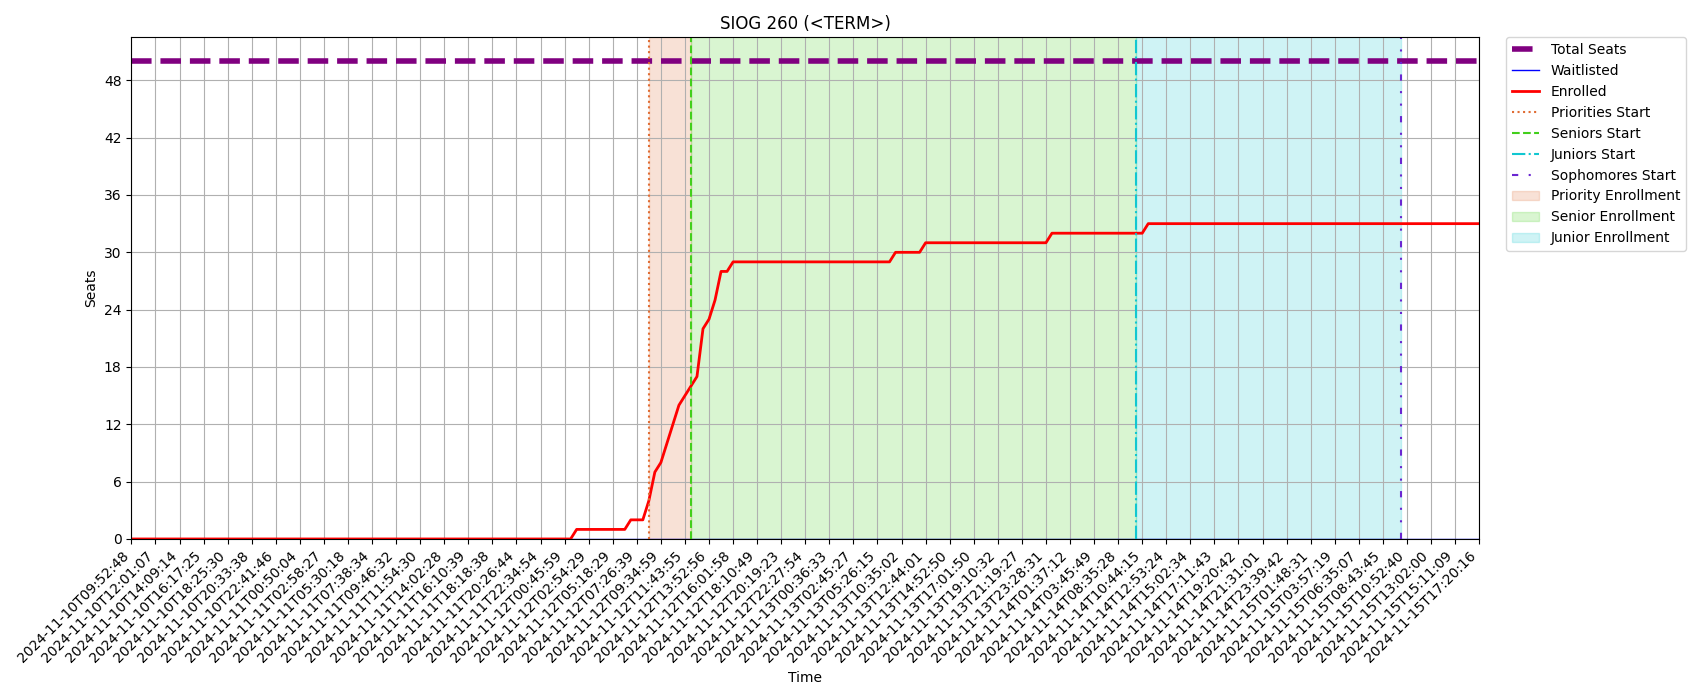 SIOG 260 (<TERM>)
Total Seats
Waitlisted
Enrolled
Priorities Start
Seniors Start
Juniors Start
Sophomores Start
Priority Enrollment
Senior Enrollment
Junior Enrollment
Seats
48
42
36
30
24
18
12
6
0
2024-11-10T09:52:48
2024-11-10T12:01:07
2024-11-10T14:09:14
2024-11-10T16:17:25
2024-11-10T18:25:30
2024-11-10T20:33:38
2024-11-10T22:41:46
2024-11-11T00:50:04
2024-11-11T02:58:27
2024-11-11T05:30:18
2024-11-11T07:38:34
2024-11-11T09:46:32
2024-11-11T11:54:30
2024-11-11T14:02:28
2024-11-11T16:10:39
2024-11-11T18:18:38
2024-11-11T20:26:44
2024-11-11T22:34:54
2024-11-12T00:45:59
2024-11-12T02:54:29
2024-11-12T05:18:29
2024-11-12T07:26:39
2024-11-12T09:34:59
2024-11-12T11:43:55
2024-11-12T13:52:56
2024-11-12T16:01:58
2024-11-12T18:10:49
2024-11-12T20:19:23
2024-11-12T22:27:54
2024-11-13T00:36:33
2024-11-13T02:45:27
2024-11-13T05:26:15
2024-11-13T10:35:02
2024-11-13T12:44:01
2024-11-13T14:52:50
2024-11-13T17:01:50
2024-11-13T19:10:32
2024-11-13T21:19:27
2024-11-13T23:28:31
2024-11-14T01:37:12
2024-11-14T03:45:49
2024-11-14T08:35:28
2024-11-14T10:44:15
2024-11-14T12:53:24
2024-11-14T15:02:34
2024-11-14T17:11:43
2024-11-14T19:20:42
2024-11-14T21:31:01
2024-11-14T23:39:42
2024-11-15T01:48:31
2024-11-15T03:57:19
2024-11-15T06:35:07
2024-11-15T08:43:45
2024-11-15T10:52:40
2024-11-15T13:02:00
2024-11-15T15:11:09
2024-11-15T17:20:16
Time